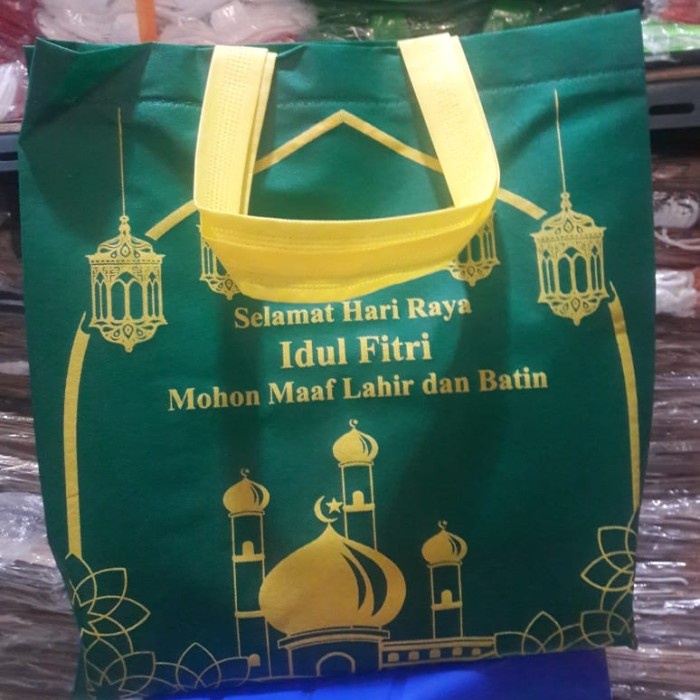 Selamat Hari Raya
Idul Fitri
Mohon Maaf Lahir dan Batin